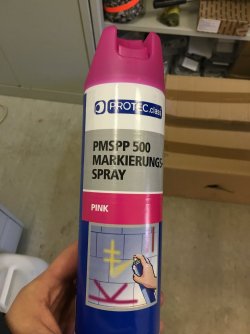 PROTEC.class
PMSPP 500
MARKIERUNGS-
SPRAY
PINK